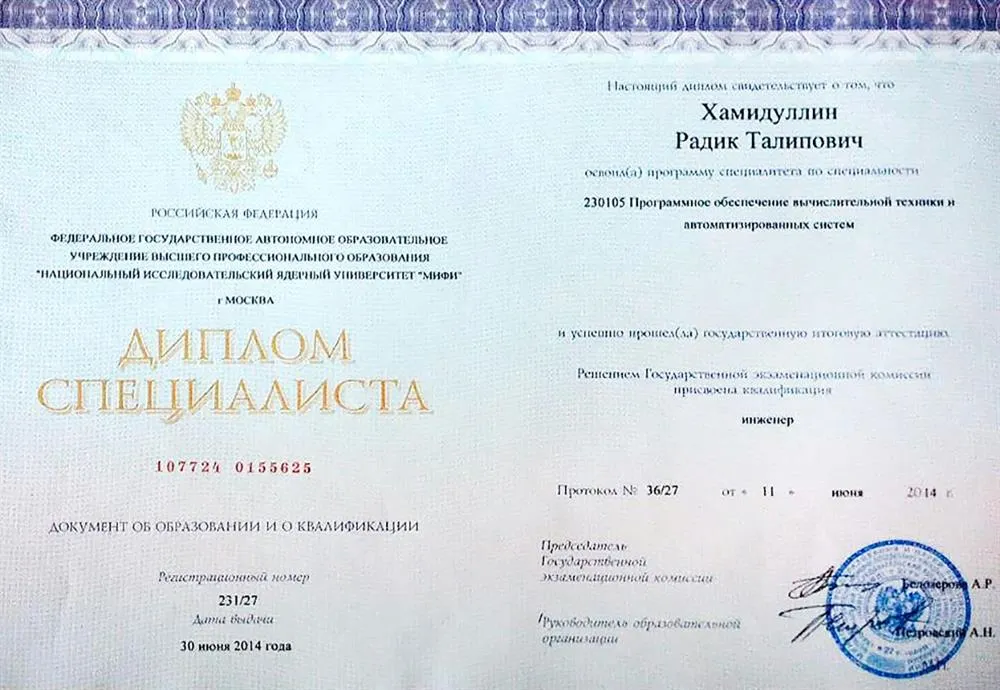 РОССИЙСКАЯ ФЕДЕРАЦИЯ
ФЕДЕРАЛЬНОЕ ГОСУДАРСТВЕННОЕ АВТОНОМНОЕ ОБРАЗОВАТЕЛЬНОЕ
УЧРЕЖДЕНИЕ ВЫСШЕГО ПРОФЕССИОНАЛЬНОГО ОБРАЗОВАНИЯ
"НАЦИОНАЛЬНЫЙ ИССЛЕДОВАТЕЛЬСКИЙ ЯДЕРНЫЙ УНИВЕРСИТЕТ "МИФИ"
г МОСКВА
ДИПЛОМ
СПЕЦИАЛИСТА
107724 0155625
ДОКУМЕНТ ОБ ОБРАЗОВАНИИ И О КВАЛИФИКАЦИИ
Регистрационный номер
231/27
Дата выдачи
30 июня 2014 года
Настоящий диплом свидетельствует о том, что
Хамидуллин
Радик Талипович
освоил(а) программу специалитета по специальности
230105 Программное обеспечение вычислительной техники и
автоматизированных систем
и успешно прошел(ла) государственную итоговую аттестацию
Решением Государственной экзаменационной комиссии
присвоена квалификация
инженер
Протокол № 36/27 от « 11 » июня 2014 г.
Председатель
Государственной
экзаменационной комиссии
Белозерова А.Р.
Руководитель образовательной
организации
Петровский А.Н.